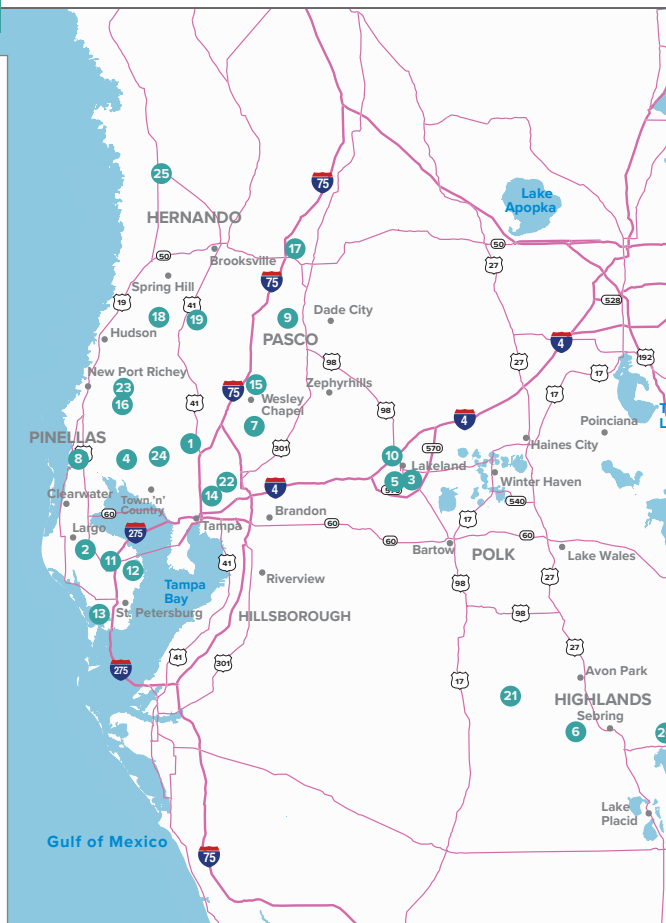 25
75
HERNANDO
Lake
Apopka
50
Brooksville
17
50
27
Spring Hill
75
19
41
528
18
19
9
Dade City
Hudson
PASCO
4
98
27
192
New Port Richey
17
23
15
Zephyrhills
75
17
16
Wesley
Chapel
41
98
4
7
Poinciana
PINELLAS
1
301
570
Haines City
8
4
24
10
Lakeland
22
5
3
Winter Haven
Clearwater
Town 'n'
Country
14
4
540
60
Brandon
17
Largo
275
Tampa
60
60
60
2
Bartow
POLK
Lake Wales
11
12
41
Riverview
98
27
Tampa
Bay
13
St. Petersburg
HILLSBOROUGH
98
41
301
27
275
17
Avon Park
21
HIGHLANDS
Sebring
6
Lake
Placid
Gulf of Mexico
75